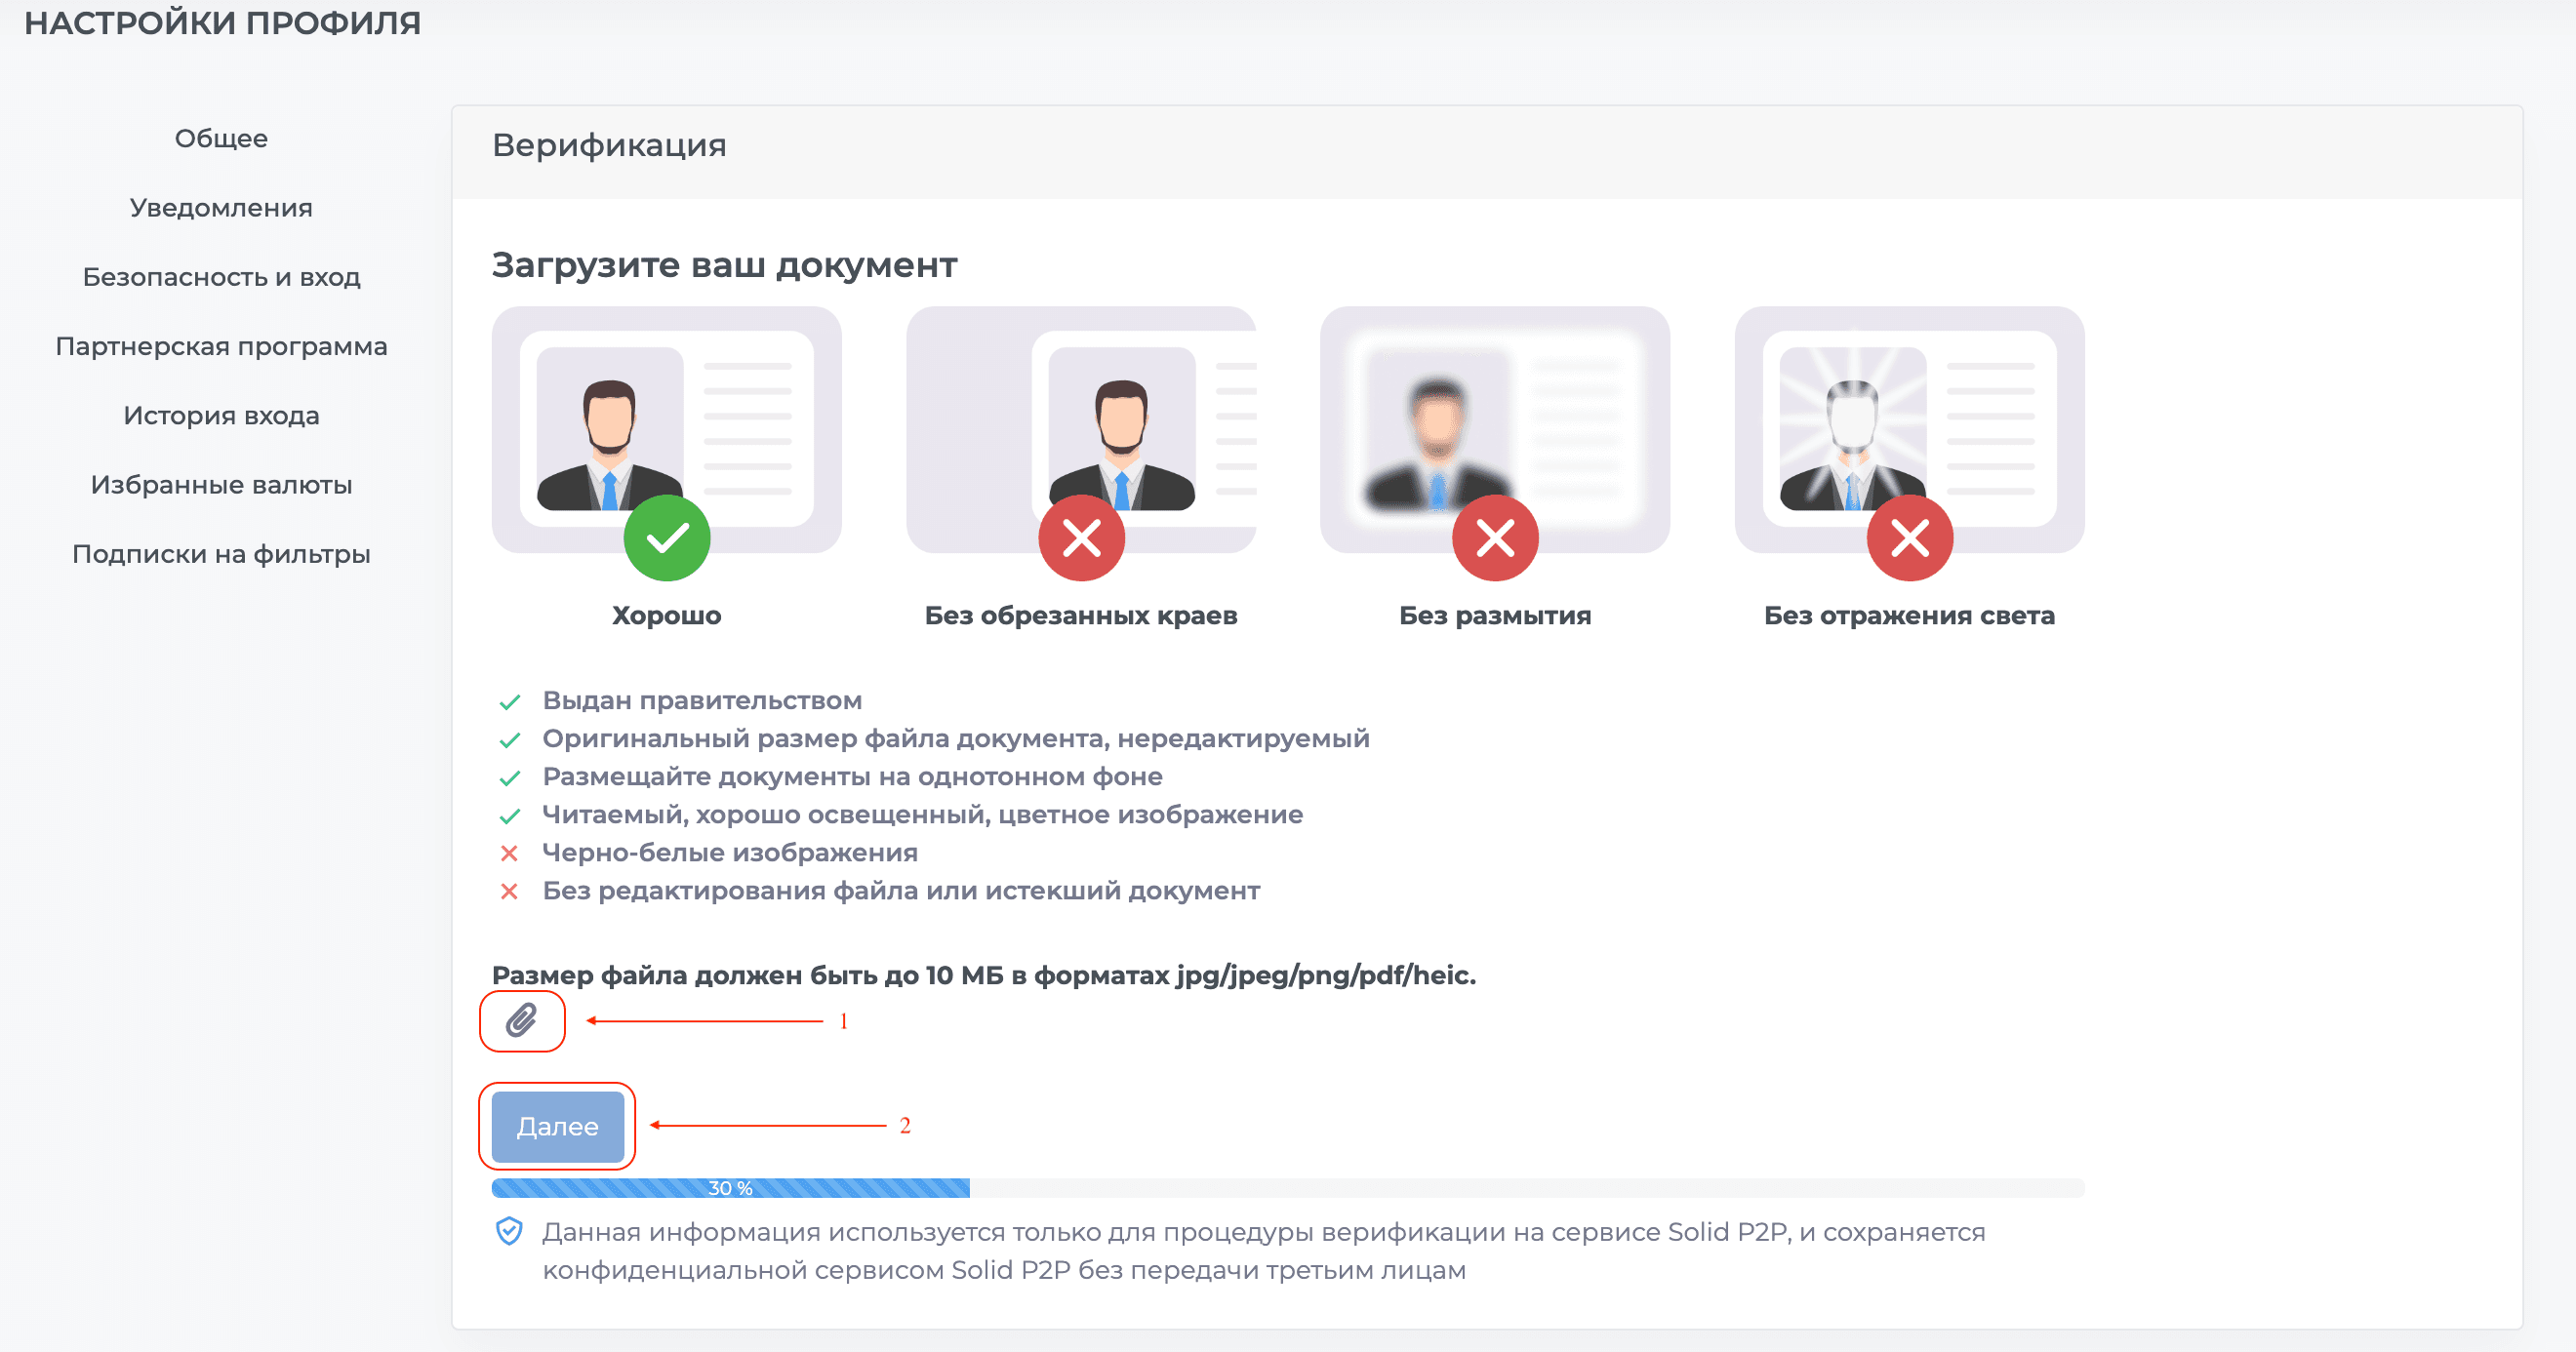 НАСТРОЙКИ ПРОФИЛЯ
Общее
Уведомления
Безопасность и вход
Партнерская программа
История входа
Избранные валюты
Подписки на фильтры
Верификация
Загрузите ваш документ
Хорошо
Без обрезанных краев
Без размытия
Без отражения света
Выдан правительством
Оригинальный размер файла документа, нередактируемый
Размещайте документы на однотонном фоне
Читаемый, хорошо освещенный, цветное изображение
Черно-белые изображения
Без редактирования файла или истекший документ
Размер файла должен быть до 10 МБ в форматах jpg/jpeg/png/pdf/heic.
1
Далее
2
30 %
Данная информация используется только для процедуры верификации на сервисе Solid P2P, и сохраняется
конфиденциальной сервисом Solid P2P без передачи третьим лицам